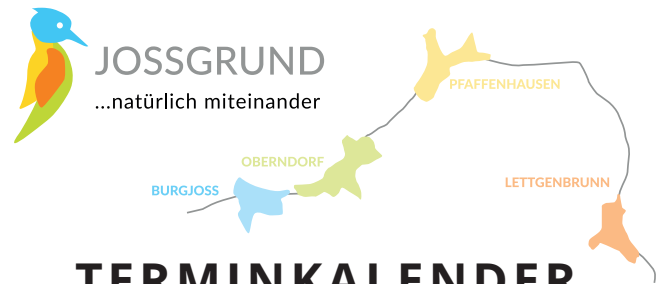 JOSSGRUND
...natürlich miteinander
PFAFFENHAUSEN
OBERNDORF
BURGJOSS
LETTGENBRUNN
TERMINKALENDER